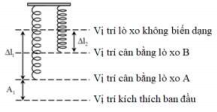 Vị trí lò xo không biến dạng
Δl₁
Δl₂
Vị trí cân bằng lò xo B
Vị trí cân bằng lò xo A
A₁
Vị trí kích thích ban đầu